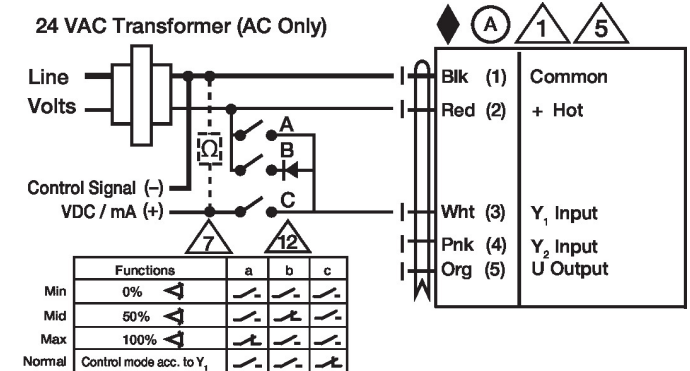 24 VAC Transformer (AC Only)
A 1 5
Line
Volts
Blk (1) Common
Red (2) + Hot
A
Ω
B
Control Signal (–)
VDC / mA (+)
C
Wht (3) Y₁ Input
7 12
Pnk (4) Y₂ Input
Org (5) U Output
Functions a b c
Min 0%
Mid 50%
Max 100%
Normal Control mode acc. to Y₁